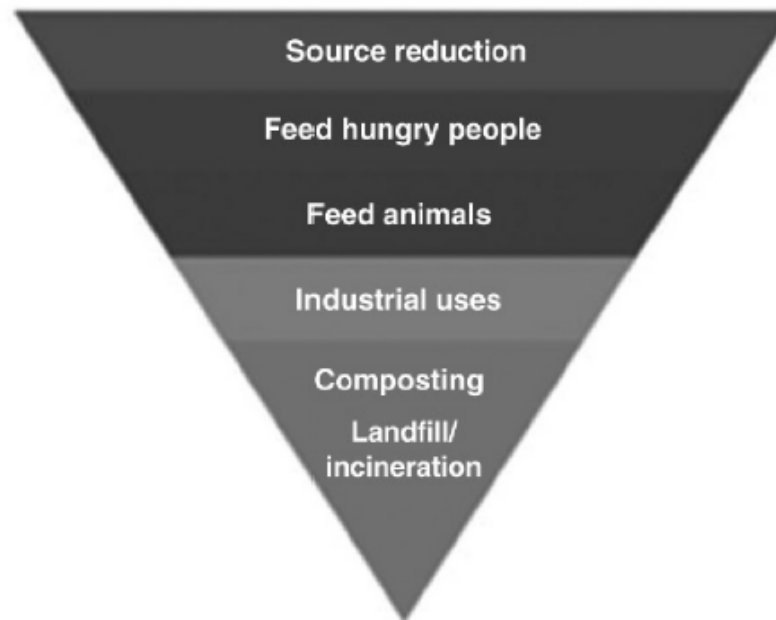 Source reduction
Feed hungry people
Feed animals
Industrial uses
Composting
Landfill/
incineration